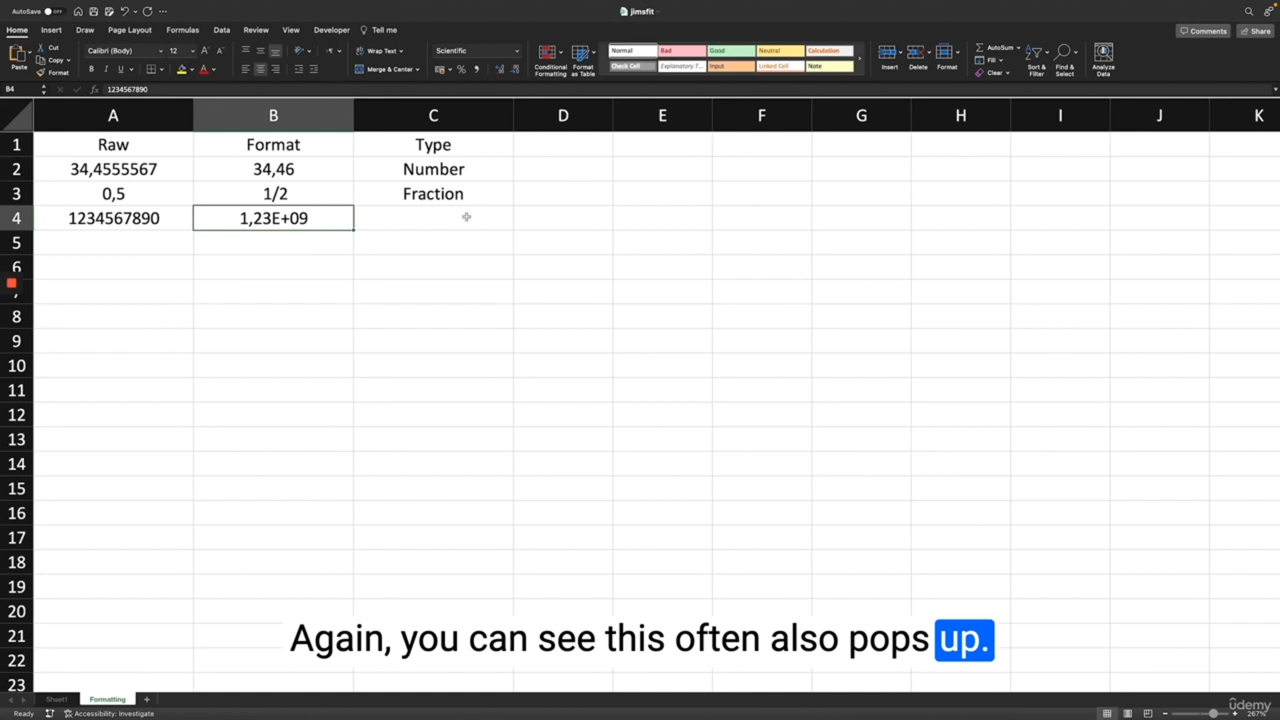 AutoSave OFF
jimsfit
Home Insert Draw Page Layout Formulas Data Review View Developer Tell me
Comments Share
Paste Cut Copy Format
Calibri (Body) 12
Wrap Text
Merge & Center
Scientific
Conditional Formatting
Format as Table
Normal Bad Good Neutral Calculation
Check Cell Explanatory T... Input Linked Cell Note
Insert Delete Format
AutoSum
Fill
Clear
Sort & Filter
Find & Select
Analyze Data
B4 1234567890
A B C D E F G H I J K
1 Raw Format Type
2 34,4555567 34,46 Number
3 0,5 1/2 Fraction
4 1234567890 1,23E+09
5
6
8
9
10
11
12
13
14
15
16
17
18
19
20
21
22
23
Again, you can see this often also pops up.
Sheet1 Formatting +
Ready Accessibility: Investigate
267%
udemy